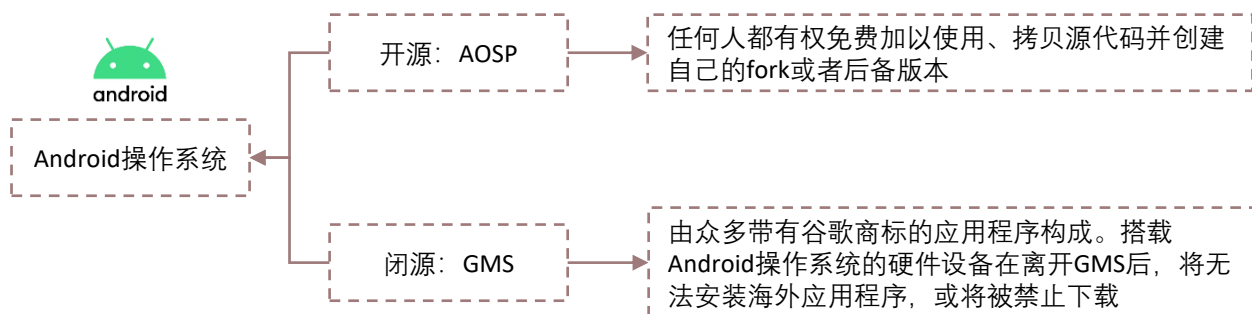 android
Android操作系统
开源：AOSP
任何人都有权免费加以使用、拷贝源代码并创建
自己的fork或者后备版本
闭源：GMS
由众多带有谷歌商标的应用程序构成。搭载
Android操作系统的硬件设备在离开GMS后，将无
法安装海外应用程序，或将被禁止下载